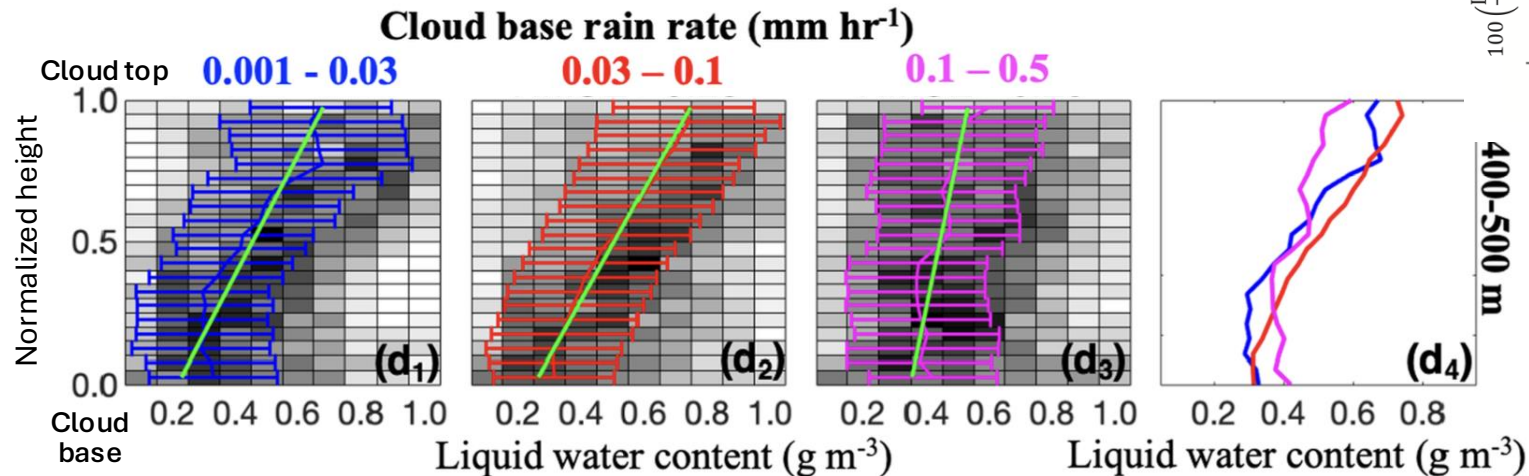 Cloud base rain rate (mm hr-1)
Cloud top 0.001 - 0.03 0.03 – 0.1 0.1 – 0.5
100
Normalized height
1.0
0.5
0.0
(d1) (d2) (d3) (d4)
400-500 m
0.2 0.4 0.6 0.8 1.0 0.2 0.4 0.6 0.8 1.0 0.2 0.4 0.6 0.8 1.0 0.2 0.4 0.6 0.8
Cloud
base
Liquid water content (g m-3) Liquid water content (g m-3)